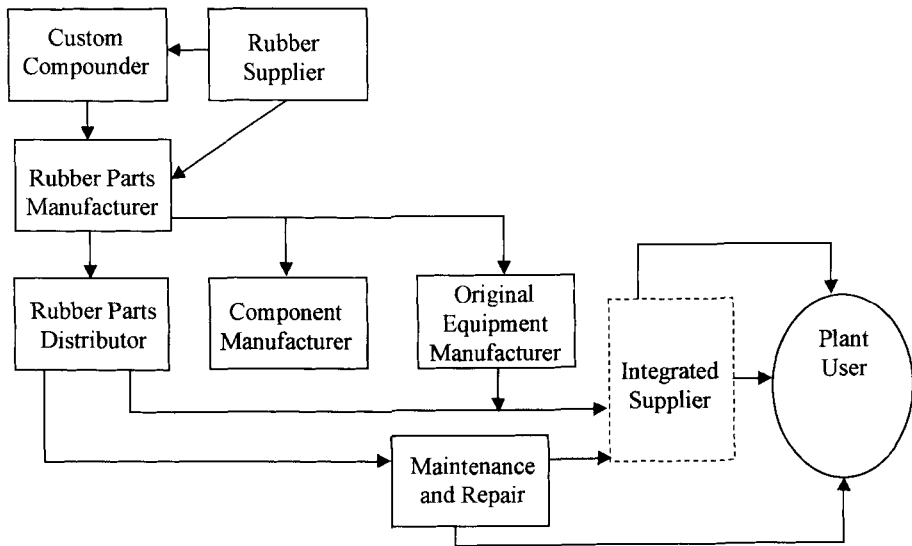 Custom
Compounder
Rubber
Supplier
Rubber Parts
Manufacturer
Rubber Parts
Distributor
Component
Manufacturer
Original
Equipment
Manufacturer
Integrated
Supplier
Plant
User
Maintenance
and Repair